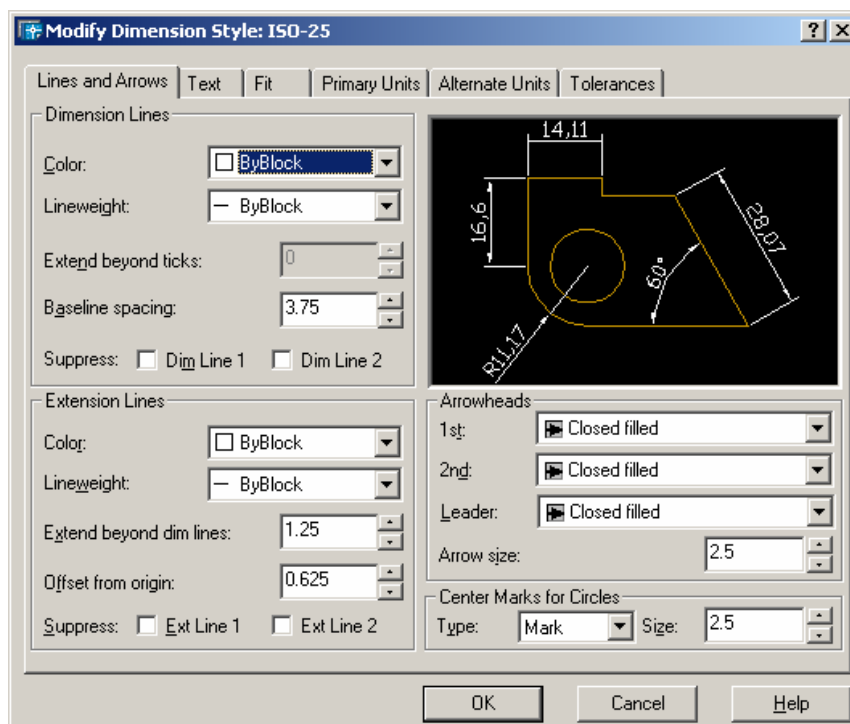 Modify Dimension Style: ISO-25
Lines and Arrows
Text
Fit
Primary Units
Alternate Units
Tolerances
Dimension Lines
Color:
ByBlock
Lineweight:
ByBlock
Extend beyond ticks:
0
Baseline spacing:
3.75
Suppress:
Dim Line 1
Dim Line 2
14,11
16,6
28,07
60°
R11,17
Extension Lines
Color:
ByBlock
Lineweight:
ByBlock
Extend beyond dim lines:
1.25
Offset from origin:
0.625
Suppress:
Ext Line 1
Ext Line 2
Arrowheads
1st:
Closed filled
2nd:
Closed filled
Leader:
Closed filled
Arrow size:
2.5
Center Marks for Circles
Type:
Mark
Size:
2.5
OK
Cancel
Help